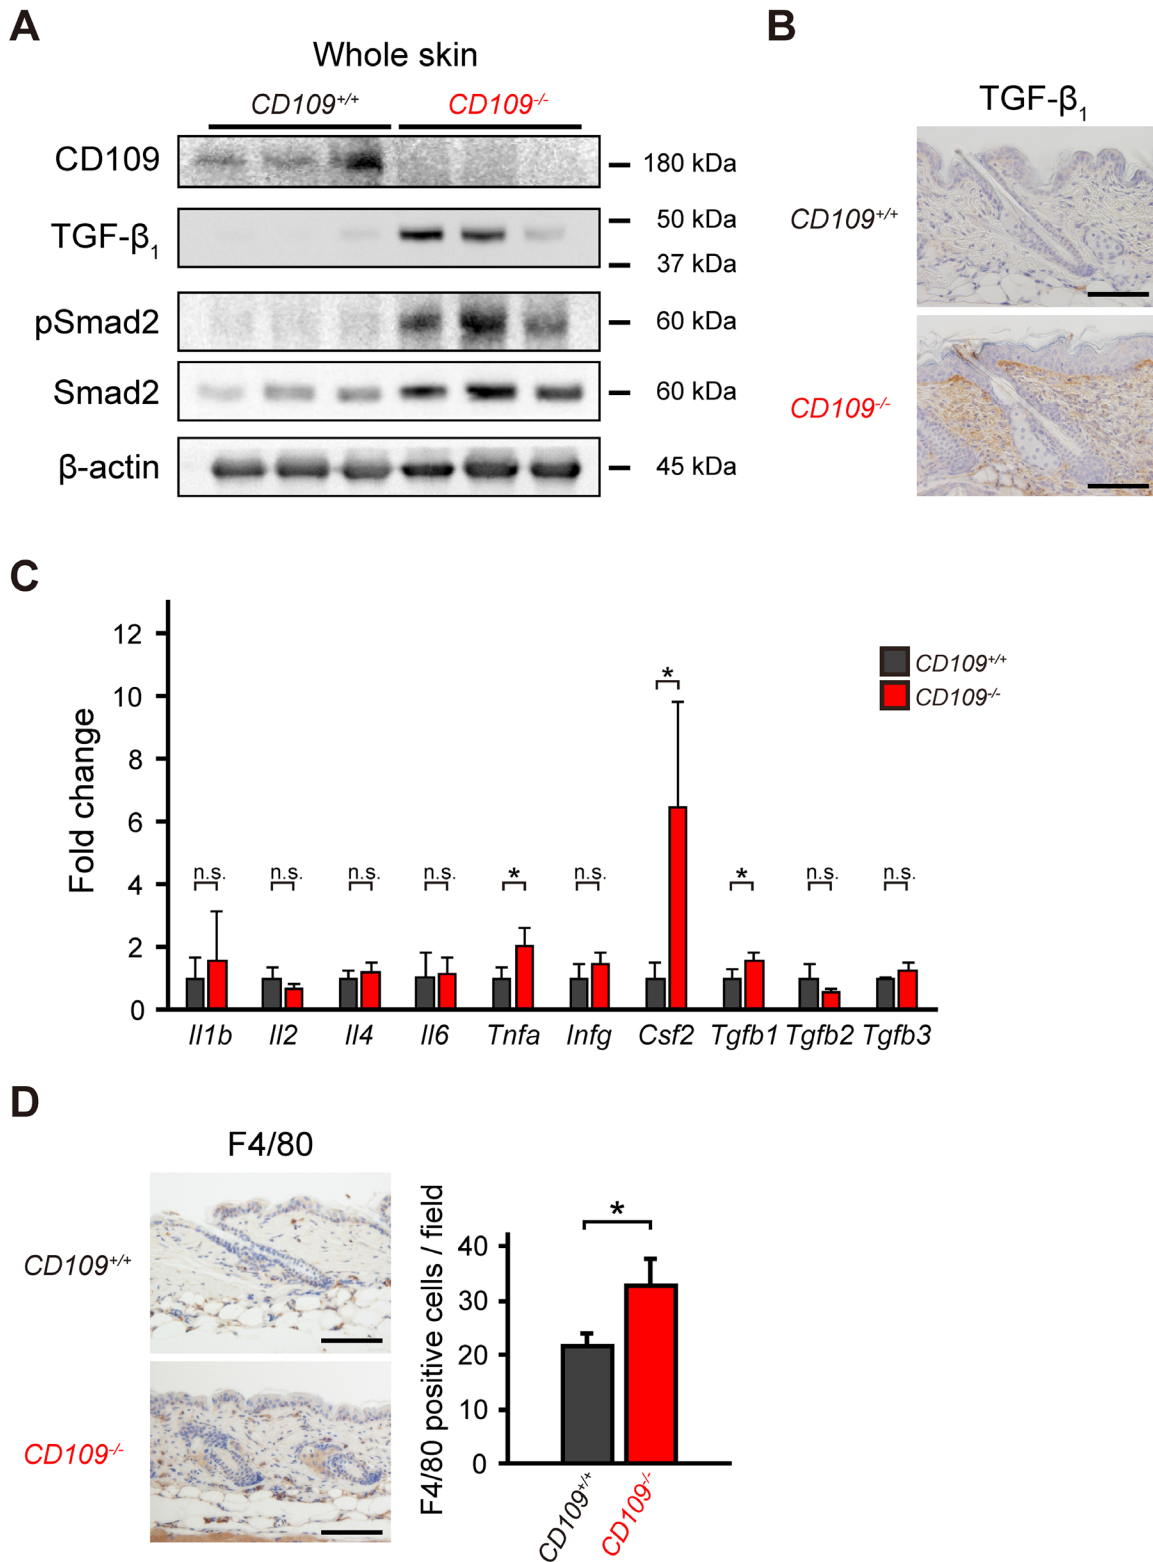 A
Whole skin
CD109+/+ CD109-/-
CD109 180 kDa
TGF-β1 50 kDa
37 kDa
pSmad2 60 kDa
Smad2 60 kDa
β-actin 45 kDa
B
TGF-β1
CD109+/+
CD109-/-
C
Fold change
12
10
8
6
4
2
0
n.s. n.s. n.s. n.s. * n.s. * * n.s. n.s.
Il1b Il2 Il4 Il6 Tnfa Infg Csf2 Tgfb1 Tgfb2 Tgfb3
CD109+/+
CD109-/-
D
F4/80
CD109+/+
CD109-/-
F4/80 positive cells / field
*
40
30
20
10
0
CD109+/+ CD109-/-